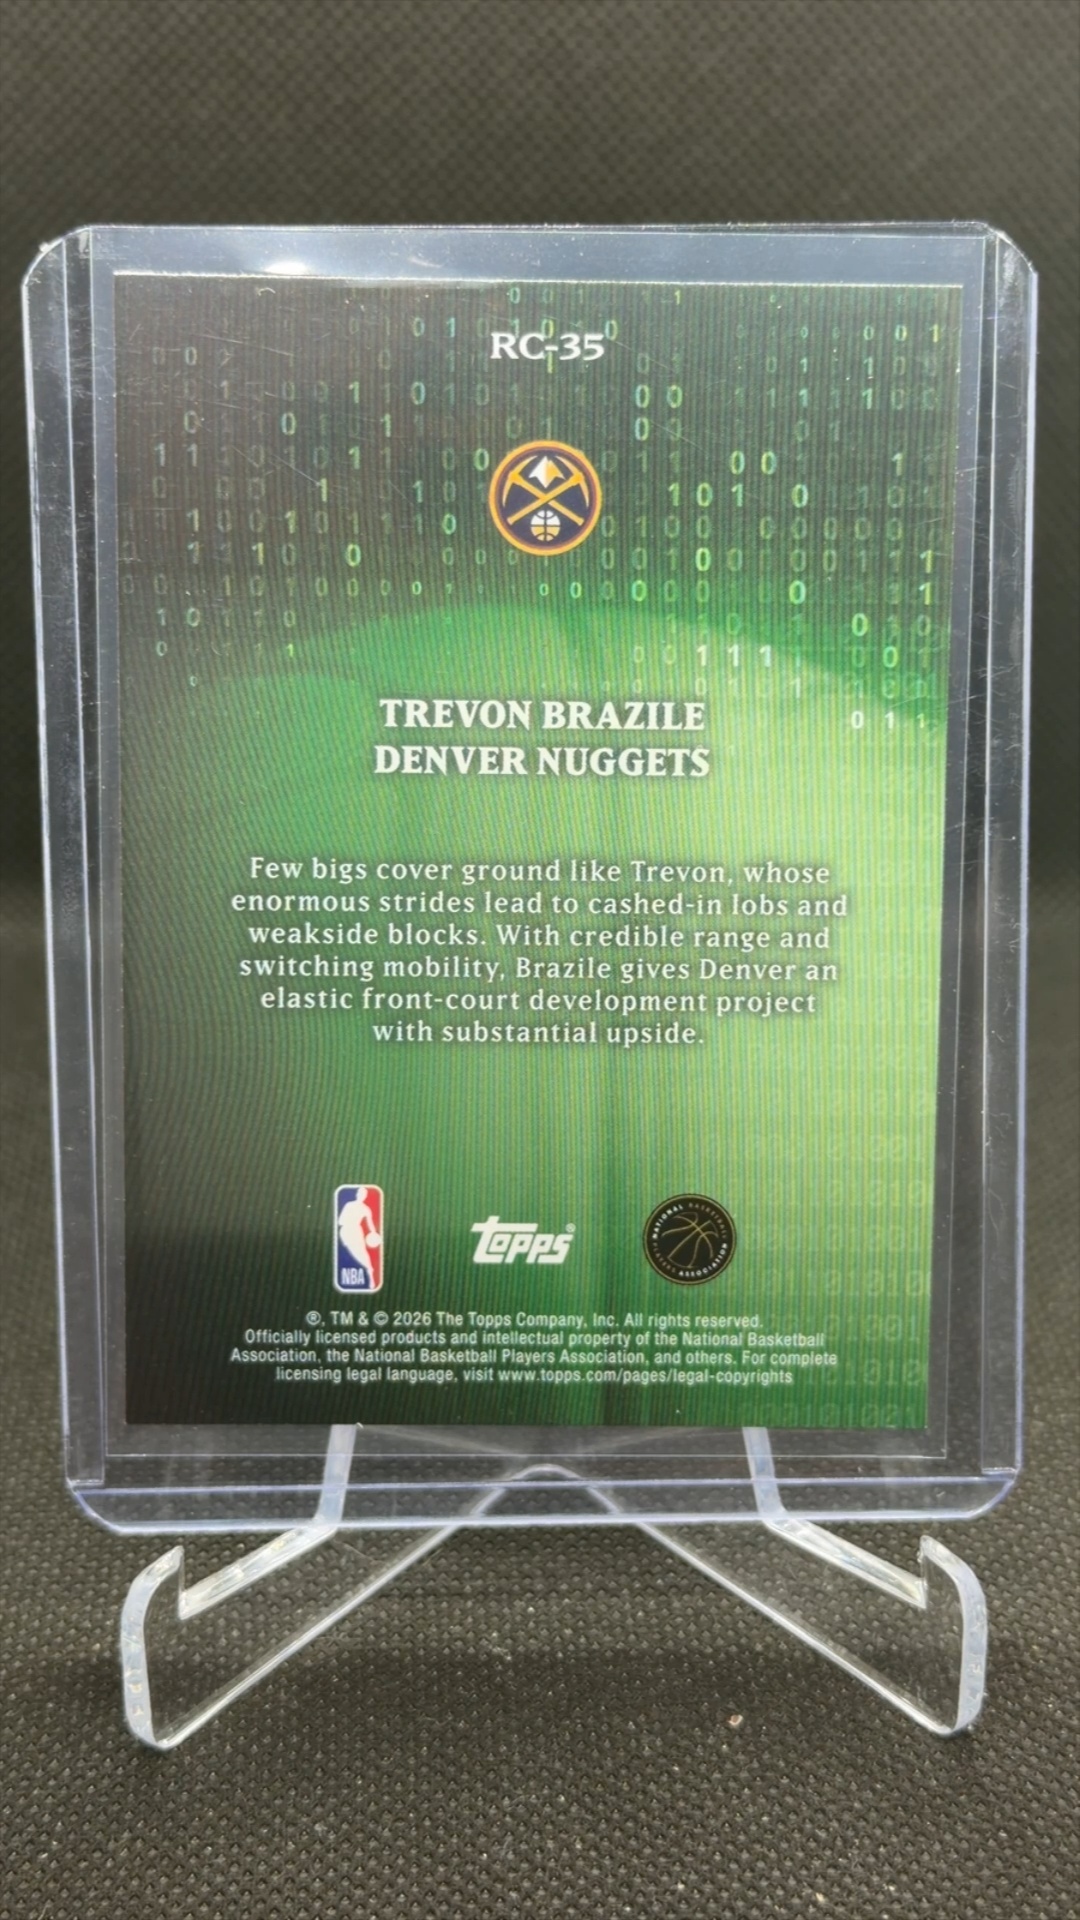 RC-35
TREVON BRAZILE
DENVER NUGGETS
Few bigs cover ground like Trevon, whose
enormous strides lead to cashed-in lobs and
weakside blocks. With credible range and
switching mobility, Brazile gives Denver an
elastic front-court development project
with substantial upside.
NBA
Topps®
NATIONAL BASKETBALL
PLAYERS ASSOCIATION
®, TM & © 2026 The Topps Company, Inc. All rights reserved.
Officially licensed products and intellectual property of the National Basketball
Association, the National Basketball Players Association, and others. For complete
licensing legal language, visit www.topps.com/pages/legal-copyrights